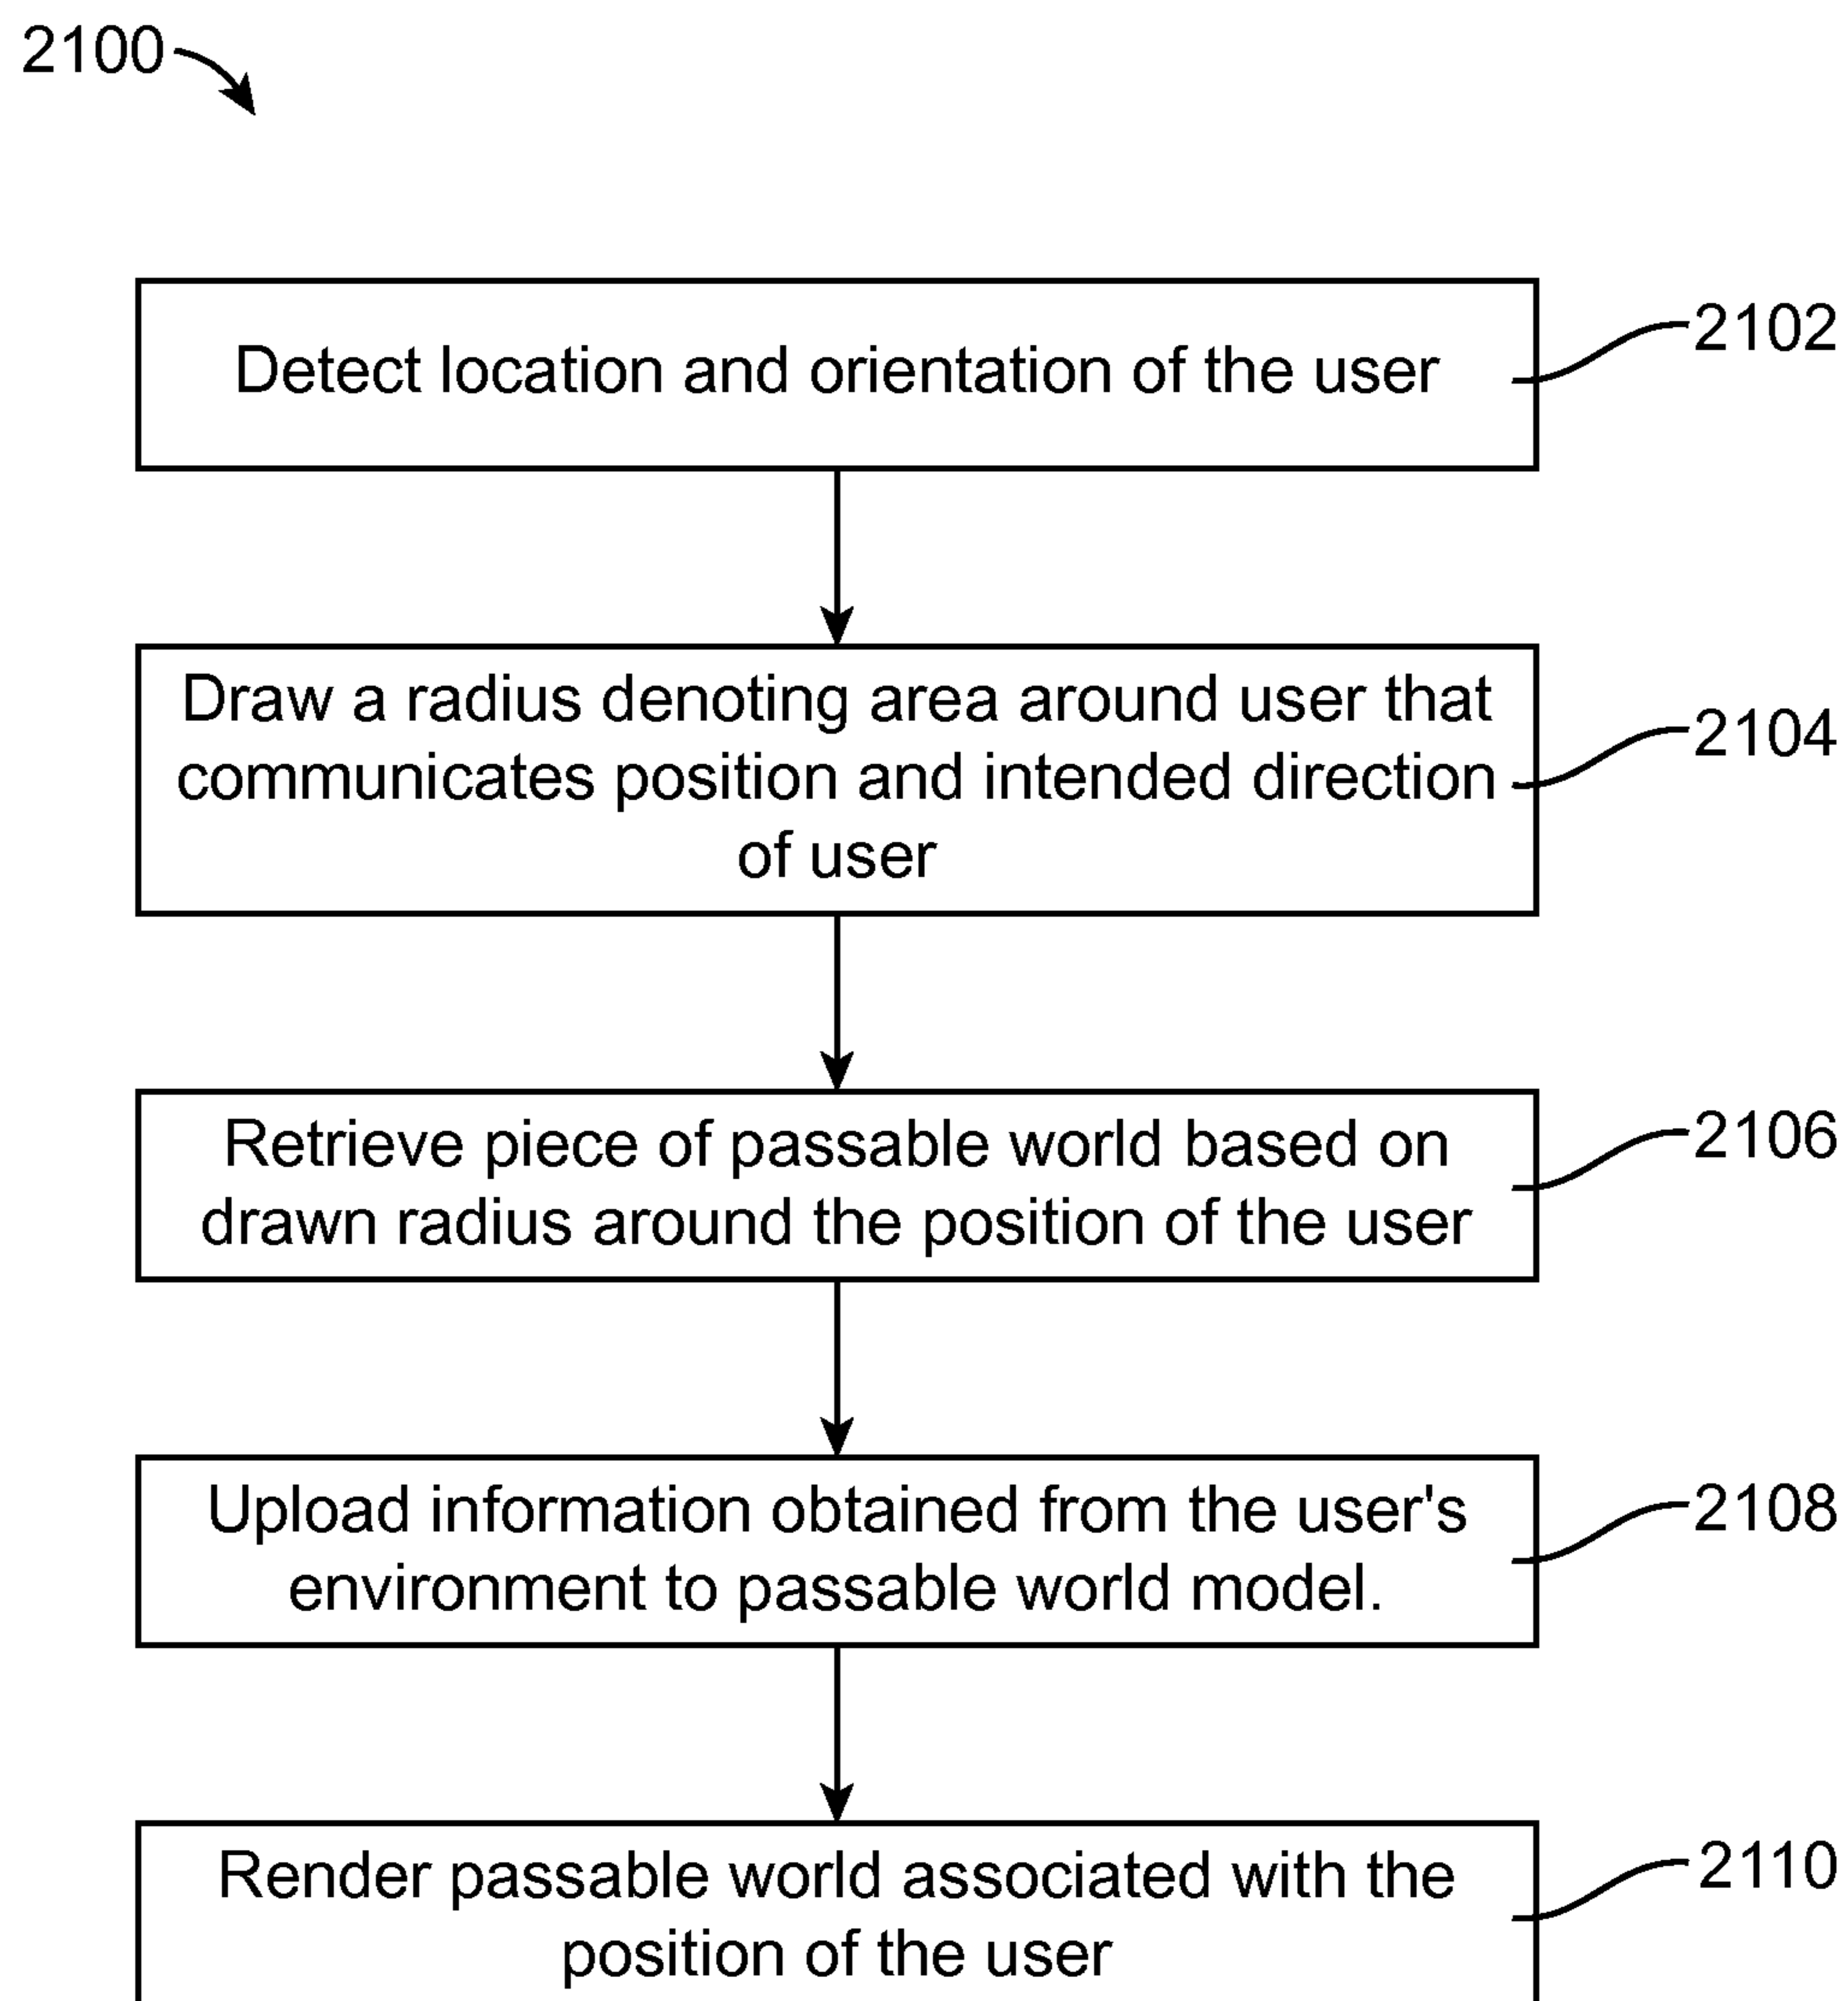 2100
Detect location and orientation of the user
2102
Draw a radius denoting area around user that
communicates position and intended direction
of user
2104
Retrieve piece of passable world based on
drawn radius around the position of the user
2106
Upload information obtained from the user's
environment to passable world model.
2108
Render passable world associated with the
position of the user
2110